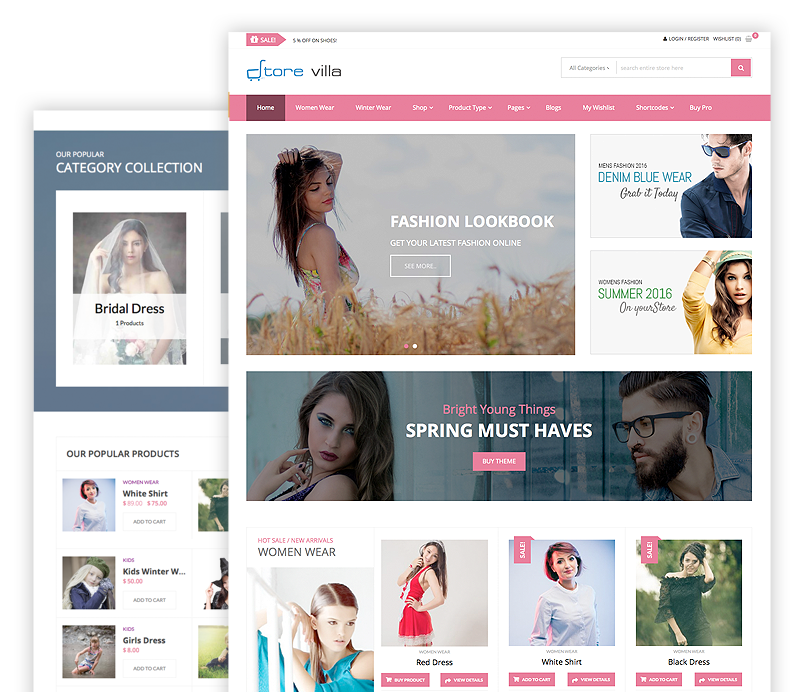 SALE!
5 % OFF ON SHOES!
LOGIN / REGISTER
WISHLIST (0)
0
Store villa
All Categories
search entire store here
Home
Women Wear
Winter Wear
Shop
Product Type
Pages
Blogs
My Wishlist
Shortcodes
Buy Pro
FASHION LOOKBOOK
GET YOUR LATEST FASHION ONLINE
SEE MORE..
MENS FASHION 2016
DENIM BLUE WEAR
Grab it Today
WOMENS FASHION
SUMMER 2016
On yourStore
Bright Young Things
SPRING MUST HAVES
BUY THEME
HOT SALE / NEW ARRIVALS
WOMEN WEAR
WOMEN WEAR
Red Dress
BUY PRODUCT
VIEW DETAILS
SALE!
WOMEN WEAR
White Shirt
ADD TO CART
VIEW DETAILS
SALE!
WOMEN WEAR
Black Dress
ADD TO CART
VIEW DETAILS
OUR POPULAR
CATEGORY COLLECTION
Bridal Dress
1 Products
OUR POPULAR PRODUCTS
WOMEN WEAR
White Shirt
$ 89.00 $ 75.00
ADD TO CART
KIDS
Kids Winter W...
$ 50.00
ADD TO CART
KIDS
Girls Dress
$ 8.00
ADD TO CART